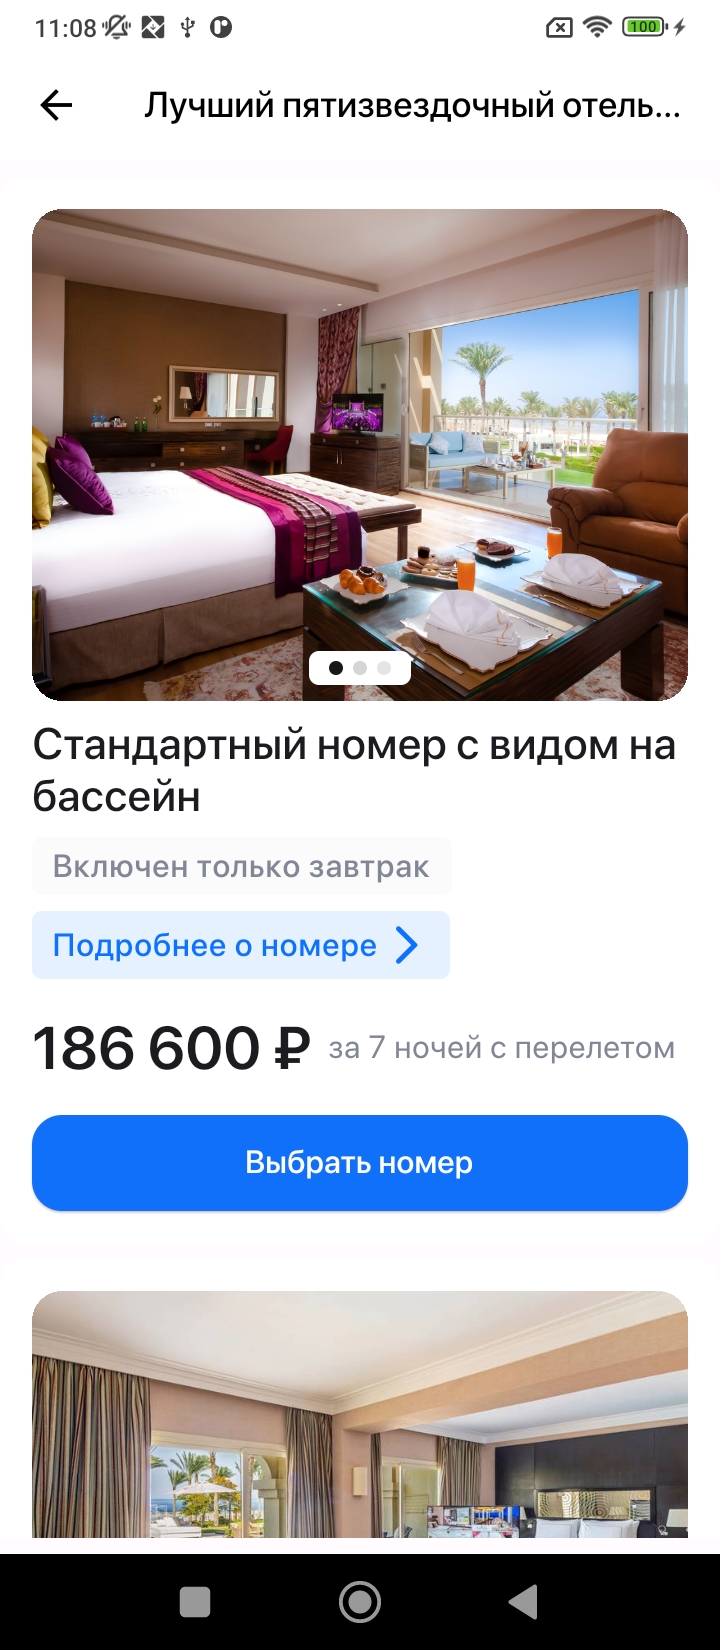 11:08
100
Лучший пятизвездочный отель...
Стандартный номер с видом на
бассейн
Включен только завтрак
Подробнее о номере
186 600 ₽ за 7 ночей с перелетом
Выбрать номер